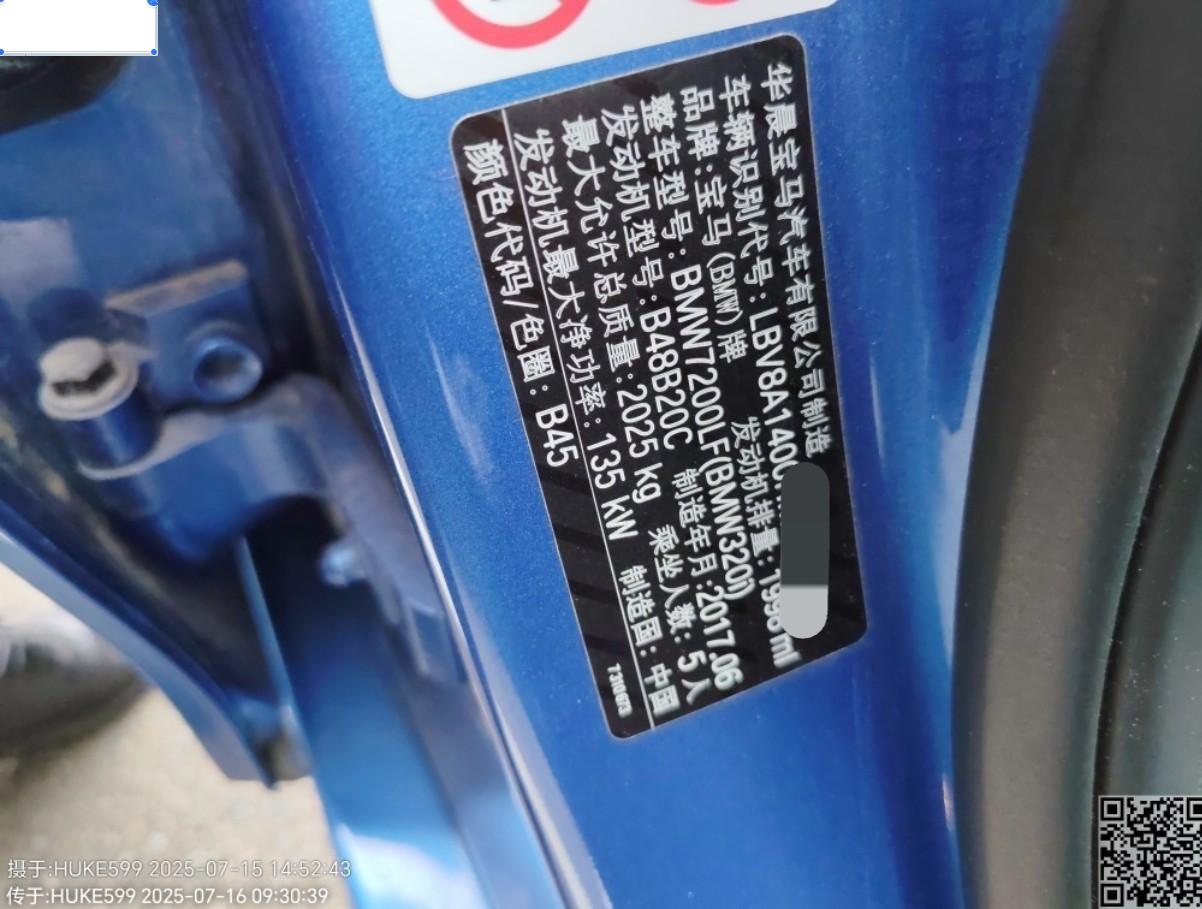 华晨宝马汽车有限公司制造
车辆识别代号:LBV8A140
品牌:宝马(BMW)牌 发动机排量:1998 ml
整车型号:BMW7200LF(BMW320i)
发动机型号:B48B20C 制造年月:2017.06
最大允许总质量:2025 kg 乘坐人数:5人
发动机最大净功率:135 kW 制造国:中国
颜色代码/色圈:B45
7310673
摄于:HUKE599 2025-07-15 14:52:43
传于:HUKE599 2025-07-16 09:30:39